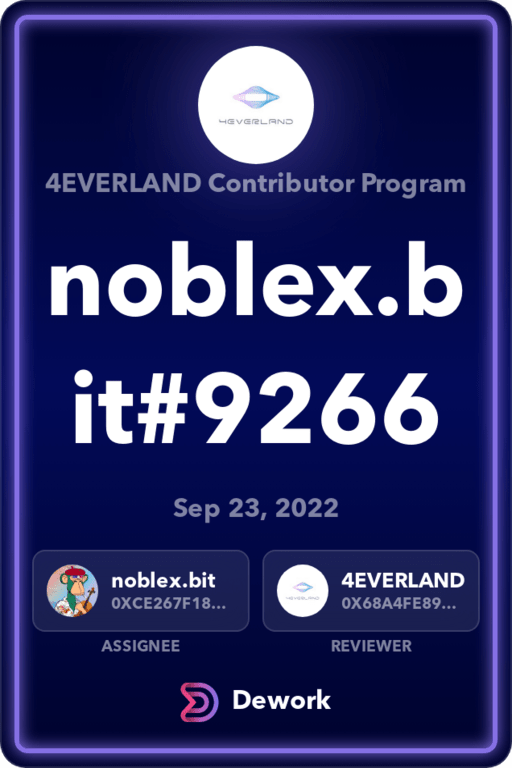 4EVERLAND
4EVERLAND Contributor Program
noblex.b
it#9266
Sep 23, 2022
noblex.bit
0XCE267F18...
4EVERLAND
4EVERLAND
0X68A4FE89...
ASSIGNEE
REVIEWER
Dework